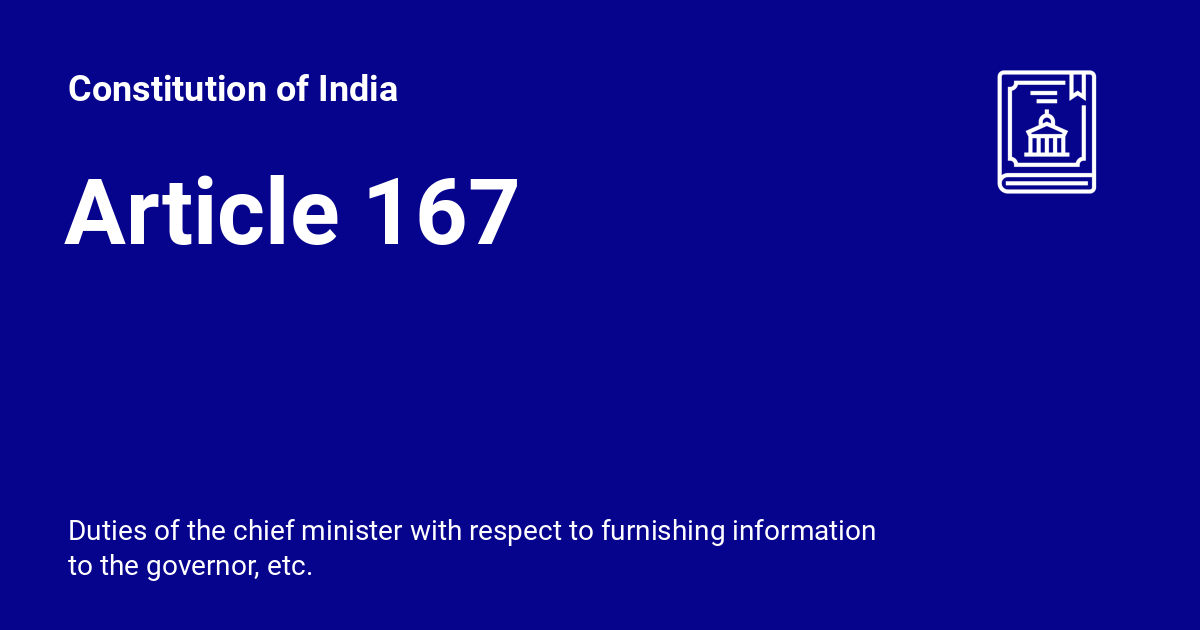 Constitution of India
Article 167
Duties of the chief minister with respect to furnishing information
to the governor, etc.